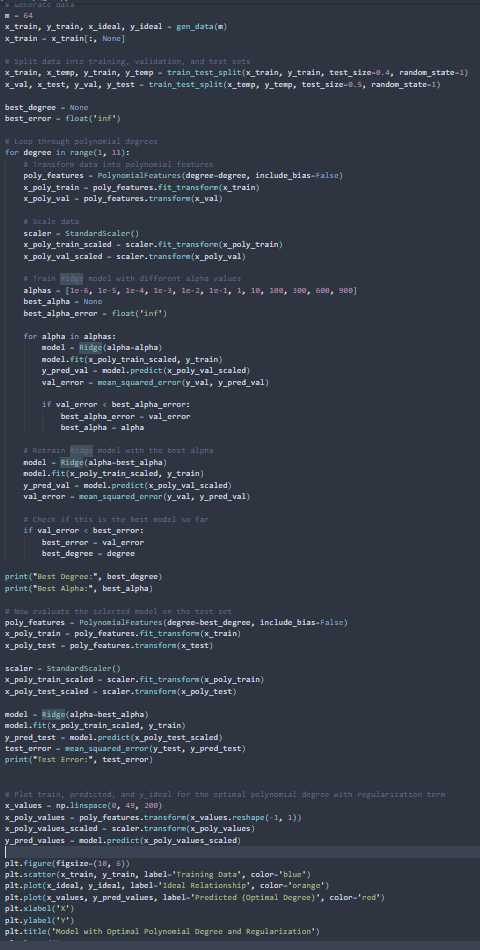 # Generate data
m = 64
x_train, y_train, x_ideal, y_ideal = gen_data(m)
x_train = x_train[:, None]
# Split data into training, validation, and test sets
x_train, x_temp, y_train, y_temp = train_test_split(x_train, y_train, test_size=0.4, random_state=1)
x_val, x_test, y_val, y_test = train_test_split(x_temp, y_temp, test_size=0.5, random_state=1)
best_degree = None
best_error = float('inf')
# Loop through polynomial degrees
for degree in range(1, 11):
# Transform data into polynomial features
poly_features = PolynomialFeatures(degree=degree, include_bias=False)
x_poly_train = poly_features.fit_transform(x_train)
x_poly_val = poly_features.transform(x_val)
# Scale data
scaler = StandardScaler()
x_poly_train_scaled = scaler.fit_transform(x_poly_train)
x_poly_val_scaled = scaler.transform(x_poly_val)
# Train Ridge model with different alpha values
alphas = [1e-6, 1e-5, 1e-4, 1e-3, 1e-2, 1e-1, 1, 10, 100, 300, 600, 900]
best_alpha = None
best_alpha_error = float('inf')
for alpha in alphas:
model = Ridge(alpha=alpha)
model.fit(x_poly_train_scaled, y_train)
y_pred_val = model.predict(x_poly_val_scaled)
val_error = mean_squared_error(y_val, y_pred_val)
if val_error < best_alpha_error:
best_alpha_error = val_error
best_alpha = alpha
# Retrain Ridge model with the best alpha
model = Ridge(alpha=best_alpha)
model.fit(x_poly_train_scaled, y_train)
y_pred_val = model.predict(x_poly_val_scaled)
val_error = mean_squared_error(y_val, y_pred_val)
# Check if this is the best model so far
if val_error < best_error:
best_error = val_error
best_degree = degree
print("Best Degree:", best_degree)
print("Best Alpha:", best_alpha)
# Now evaluate the selected model on the test set
poly_features = PolynomialFeatures(degree=best_degree, include_bias=False)
x_poly_train = poly_features.fit_transform(x_train)
x_poly_test = poly_features.transform(x_test)
scaler = StandardScaler()
x_poly_train_scaled = scaler.fit_transform(x_poly_train)
x_poly_test_scaled = scaler.transform(x_poly_test)
model = Ridge(alpha=best_alpha)
model.fit(x_poly_train_scaled, y_train)
y_pred_test = model.predict(x_poly_test_scaled)
test_error = mean_squared_error(y_test, y_pred_test)
print("Test Error:", test_error)
# Plot train, predicted, and y_ideal for the optimal polynomial degree with regularization term
x_values = np.linspace(0, 49, 200)
x_poly_values = poly_features.transform(x_values.reshape(-1, 1))
x_poly_values_scaled = scaler.transform(x_poly_values)
y_pred_values = model.predict(x_poly_values_scaled)
plt.figure(figsize=(10, 6))
plt.scatter(x_train, y_train, label='Training Data', color='blue')
plt.plot(x_ideal, y_ideal, label='Ideal Relationship', color='orange')
plt.plot(x_values, y_pred_values, label='Predicted (Optimal Degree)', color='red')
plt.xlabel('X')
plt.ylabel('Y')
plt.title('Model with Optimal Polynomial Degree and Regularization')